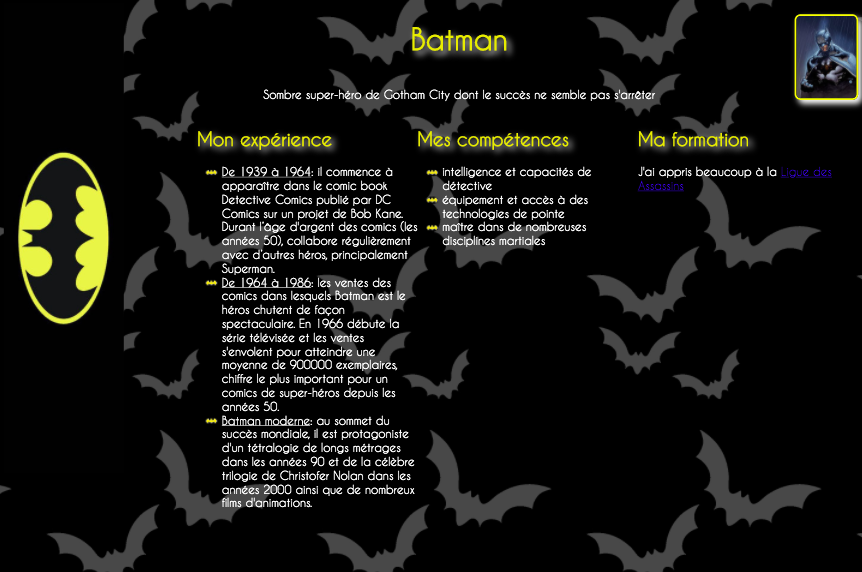 Batman
Sombre super-héro de Gotham City dont le succès ne semble pas s'arrêter
Mon expérience
De 1939 à 1964: il commence à
apparaître dans le comic book
Detective Comics publié par DC
Comics sur un projet de Bob Kane.
Durant l'âge d'argent des comics (les
années 50), collabore régulièrement
avec d'autres héros, principalement
Superman.
De 1964 à 1986: les ventes des
comics dans lesquels Batman est le
héros chutent de façon
spectaculaire. En 1966 débute la
série télévisée et les ventes
s'envolent pour atteindre une
moyenne de 900000 exemplaires,
chiffre le plus important pour un
comics de super-héros depuis les
années 50.
Batman moderne: au sommet du
succès mondiale, il est protagoniste
d'un tétralogie de longs métrages
dans les années 90 et de la célèbre
trilogie de Christofer Nolan dans les
années 2000 ainsi que de nombreux
films d'animations.
Mes compétences
intelligence et capacités de
détective
équipement et accès à des
technologies de pointe
maître dans de nombreuses
disciplines martiales
Ma formation
J'ai appris beaucoup à la Ligue des
Assassins